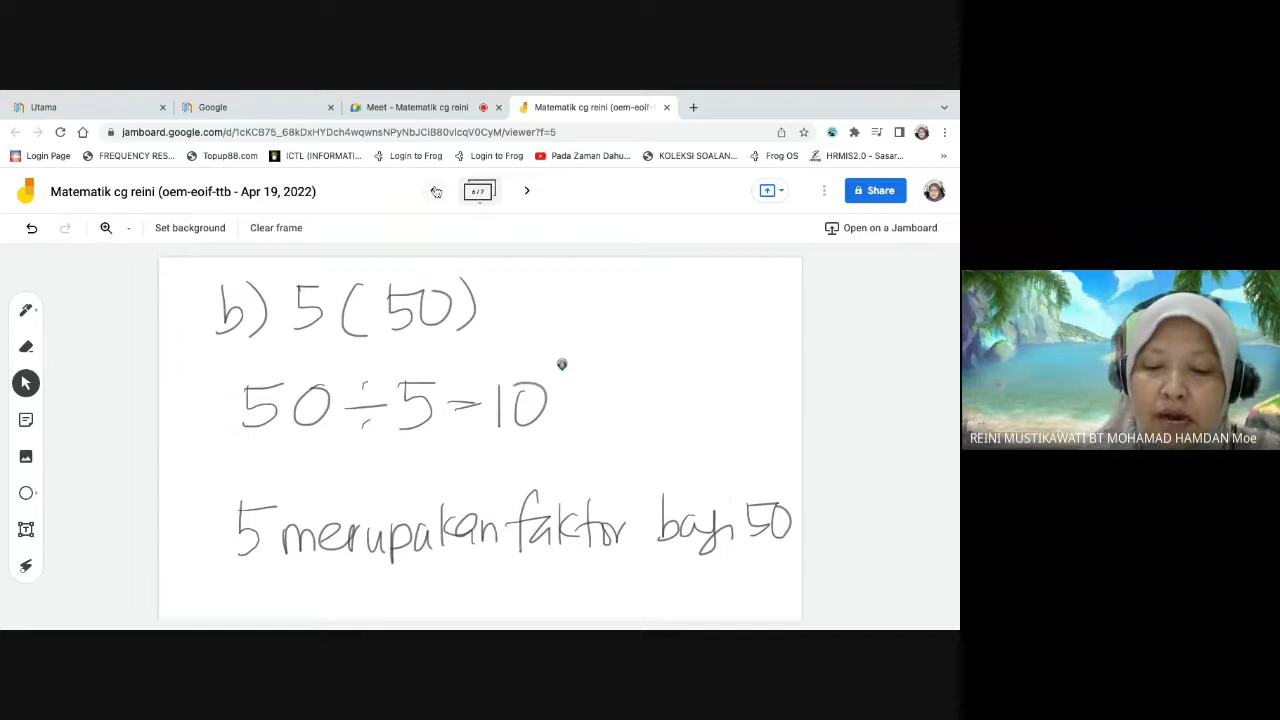 Utama
Google
Meet - Matematik cg reini
Matematik cg reini (oem-eoif-
jamboard.google.com/d/1cKCB75_68kDxHYDch4wqwnsNPyNbJCiB80vlcqV0CyM/viewer?f=5
Login Page
FREQUENCY RES...
Topup88.com
ICTL (INFORMATI...
Login to Frog
Login to Frog
Pada Zaman Dahu...
KOLEKSI SOALAN...
Frog OS
HRMIS2.0 - Sasar...
»
Matematik cg reini (oem-eoif-ttb - Apr 19, 2022)
6/7
Share
Set background
Clear frame
Open on a Jamboard
b) 5 ( 50 )
50 ÷ 5 = 10
5 merupakan faktor bagi 50
REINI MUSTIKAWATI BT MOHAMAD HAMDAN Moe